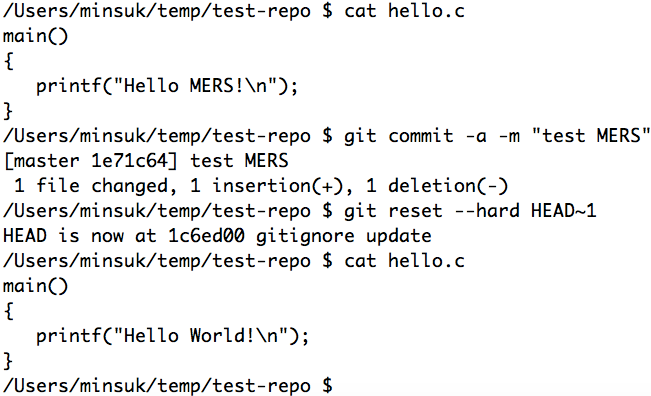 /Users/minsuk/temp/test-repo $ cat hello.c
main()
{
   printf("Hello MERS!\n");
}
/Users/minsuk/temp/test-repo $ git commit -a -m "test MERS"
[master 1e71c64] test MERS
 1 file changed, 1 insertion(+), 1 deletion(-)
/Users/minsuk/temp/test-repo $ git reset --hard HEAD~1
HEAD is now at 1c6ed00 gitignore update
/Users/minsuk/temp/test-repo $ cat hello.c
main()
{
   printf("Hello World!\n");
}
/Users/minsuk/temp/test-repo $